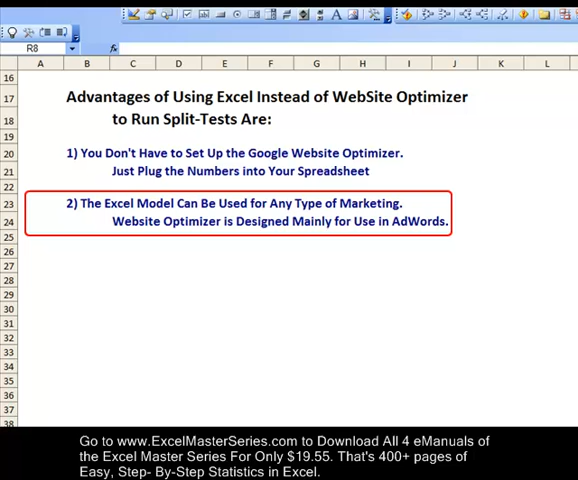 R8
fx
A B C D E F G H I J K L
16
17 Advantages of Using Excel Instead of WebSite Optimizer
18 to Run Split-Tests Are:
19
20 1) You Don't Have to Set Up the Google Website Optimizer.
21 Just Plug the Numbers into Your Spreadsheet
22
23 2) The Excel Model Can Be Used for Any Type of Marketing.
24 Website Optimizer is Designed Mainly for Use in AdWords.
25
26
27
28
29
30
31
32
33
34
35
36
37
38
Go to www.ExcelMasterSeries.com to Download All 4 eManuals of
the Excel Master Series For Only $19.55. That's 400+ pages of
Easy, Step- By-Step Statistics in Excel.